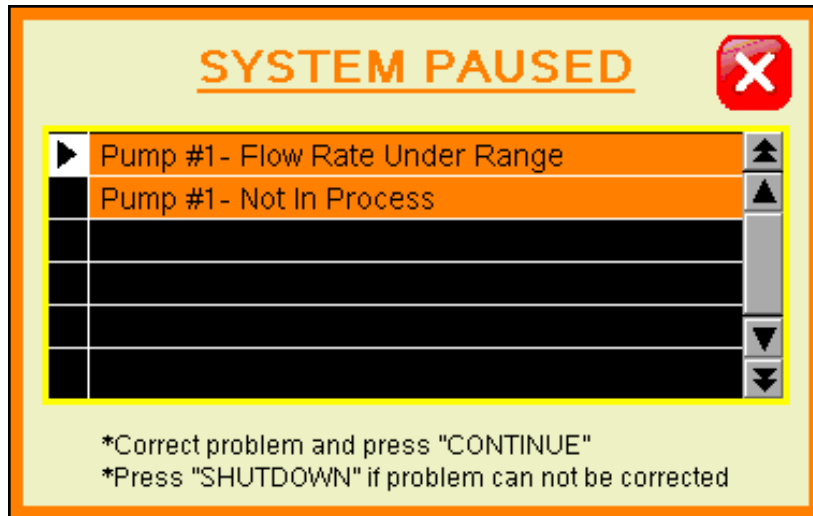 SYSTEM PAUSED
Pump #1- Flow Rate Under Range
Pump #1- Not In Process
*Correct problem and press "CONTINUE"
*Press "SHUTDOWN" if problem can not be corrected